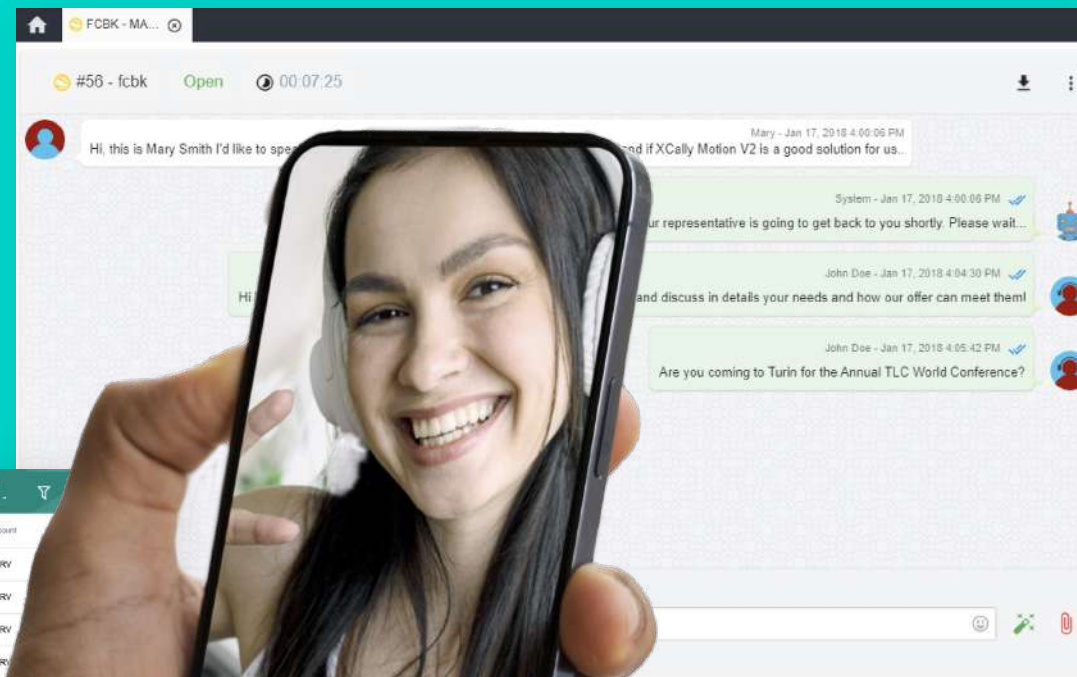 FCBK - MA...
#56 - fcbk Open 00:07:25
Mary - Jan 17, 2018 4:00:06 PM
Hi, this is Mary Smith I'd like to
if XCally Motion V2 is a good solution for us..
System - Jan 17, 2018 4:00:06 PM
representative is going to get back to you shortly. Please wait...
John Doe - Jan 17, 2018 4:04:30 PM
Hi
and discuss in details your needs and how our offer can meet them!
John Doe - Jan 17, 2018 4:05:42 PM
Are you coming to Turin for the Annual TLC World Conference?